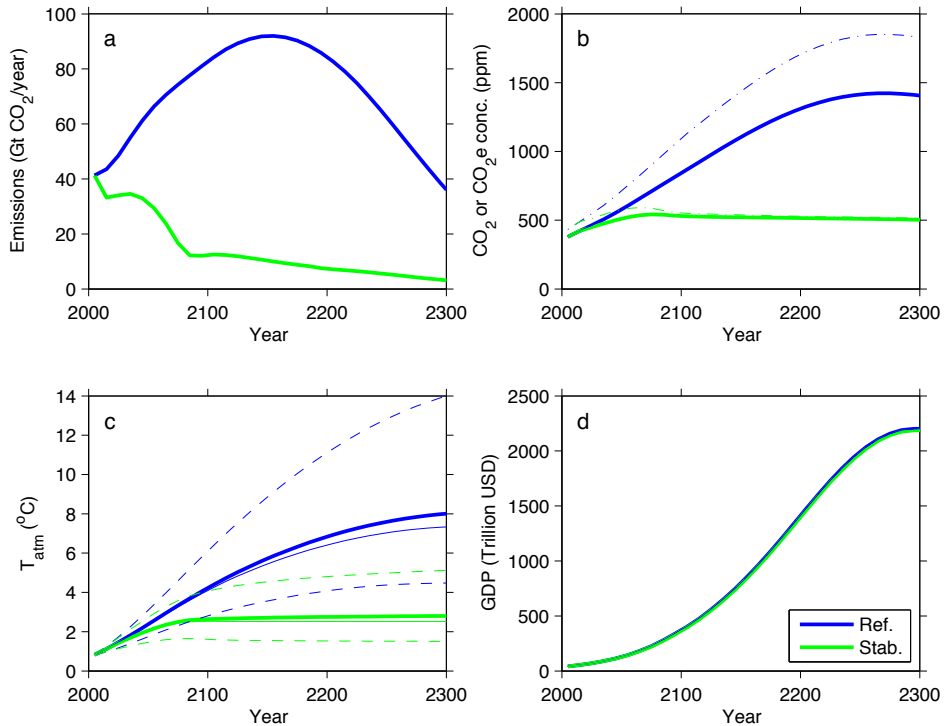 a
Emissions (Gt CO2/year)
100
80
60
40
20
0
2000 2100 2200 2300
Year
b
CO2 or CO2e conc. (ppm)
2000
1500
1000
500
0
2000 2100 2200 2300
Year
c
Tatm (oC)
14
12
10
8
6
4
2
0
2000 2100 2200 2300
Year
d
GDP (Trillion USD)
2500
2000
1500
1000
500
0
2000 2100 2200 2300
Year
Ref.
Stab.